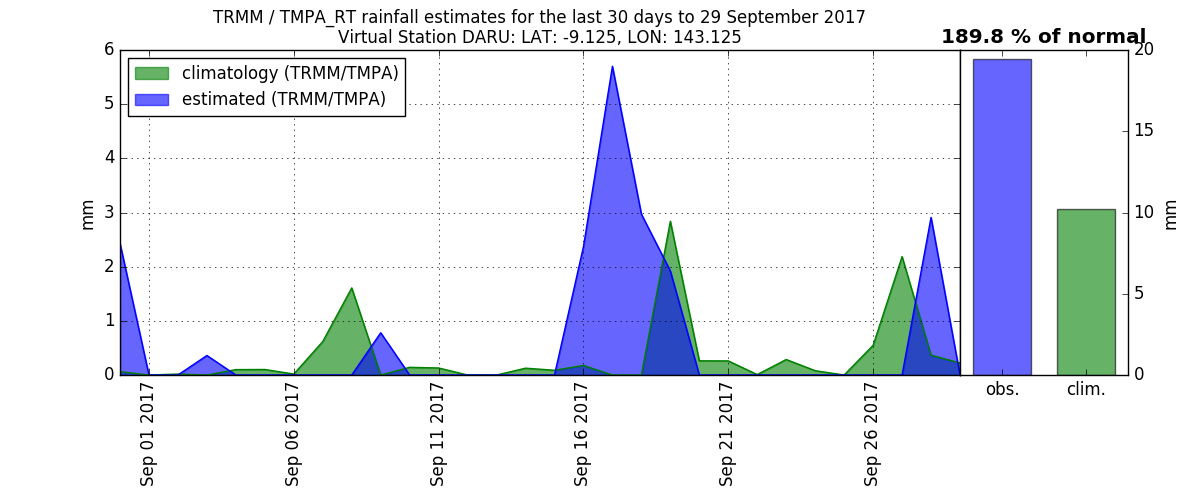 TRMM / TMPA_RT rainfall estimates for the last 30 days to 29 September 2017
Virtual Station DARU: LAT: -9.125, LON: 143.125
189.8 % of normal
climatology (TRMM/TMPA)
estimated (TRMM/TMPA)
6
5
4
3
2
1
0
mm
Sep 01 2017
Sep 06 2017
Sep 11 2017
Sep 16 2017
Sep 21 2017
Sep 26 2017
obs.
clim.
20
15
10
5
0
mm